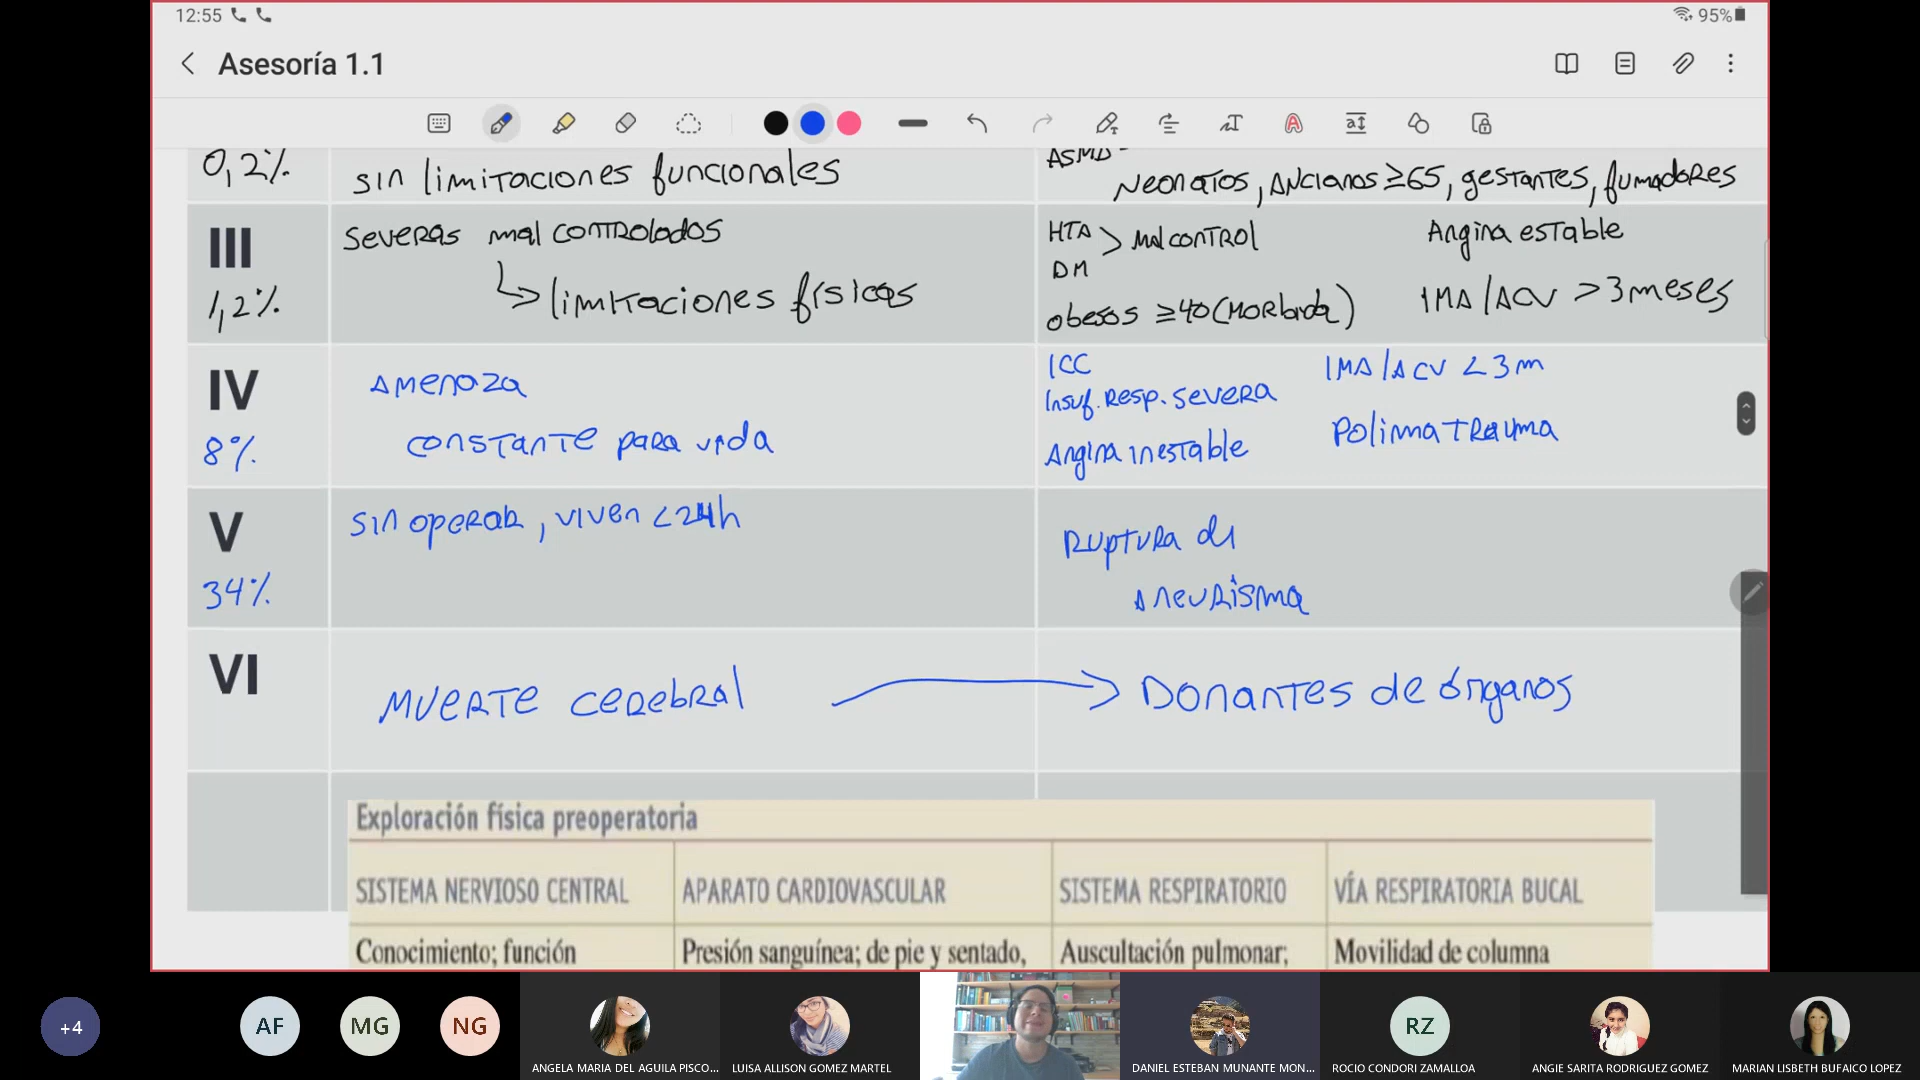 12:55
95%
Asesoría 1.1
0,2%
sin limitaciones funcionales
ASMA
Neonatos, Ancianos ≥65, gestantes, fumadores
III
1,2%
severas mal controlados
limitaciones físicas
HTA
DM
mal control
obesos ≥40 (Morbida)
Angina estable
IMA/ACV >3 meses
IV
8%
Amenaza
constante para vida
ICC
Insuf. Resp. severa
Angina inestable
IMA/ACV <3m
Polimatrauma
V
34%
sin operar, viven <24h
Ruptura de
Aneurisma
VI
Muerte cerebral
Donantes de órganos
Exploración física preoperatoria
SISTEMA NERVIOSO CENTRAL
APARATO CARDIOVASCULAR
SISTEMA RESPIRATORIO
VÍA RESPIRATORIA BUCAL
Conocimiento; función
Presión sanguínea; de pie y sentado,
Auscultación pulmonar;
Movilidad de columna
+4
AF
MG
NG
ANGELA MARIA DEL AGUILA PISCO...
LUISA ALLISON GOMEZ MARTEL
DANIEL ESTEBAN MUNANTE MON...
RZ
ROCIO CONDORI ZAMALLOA
ANGIE SARITA RODRIGUEZ GOMEZ
MARIAN LISBETH BUFAICO LOPEZ